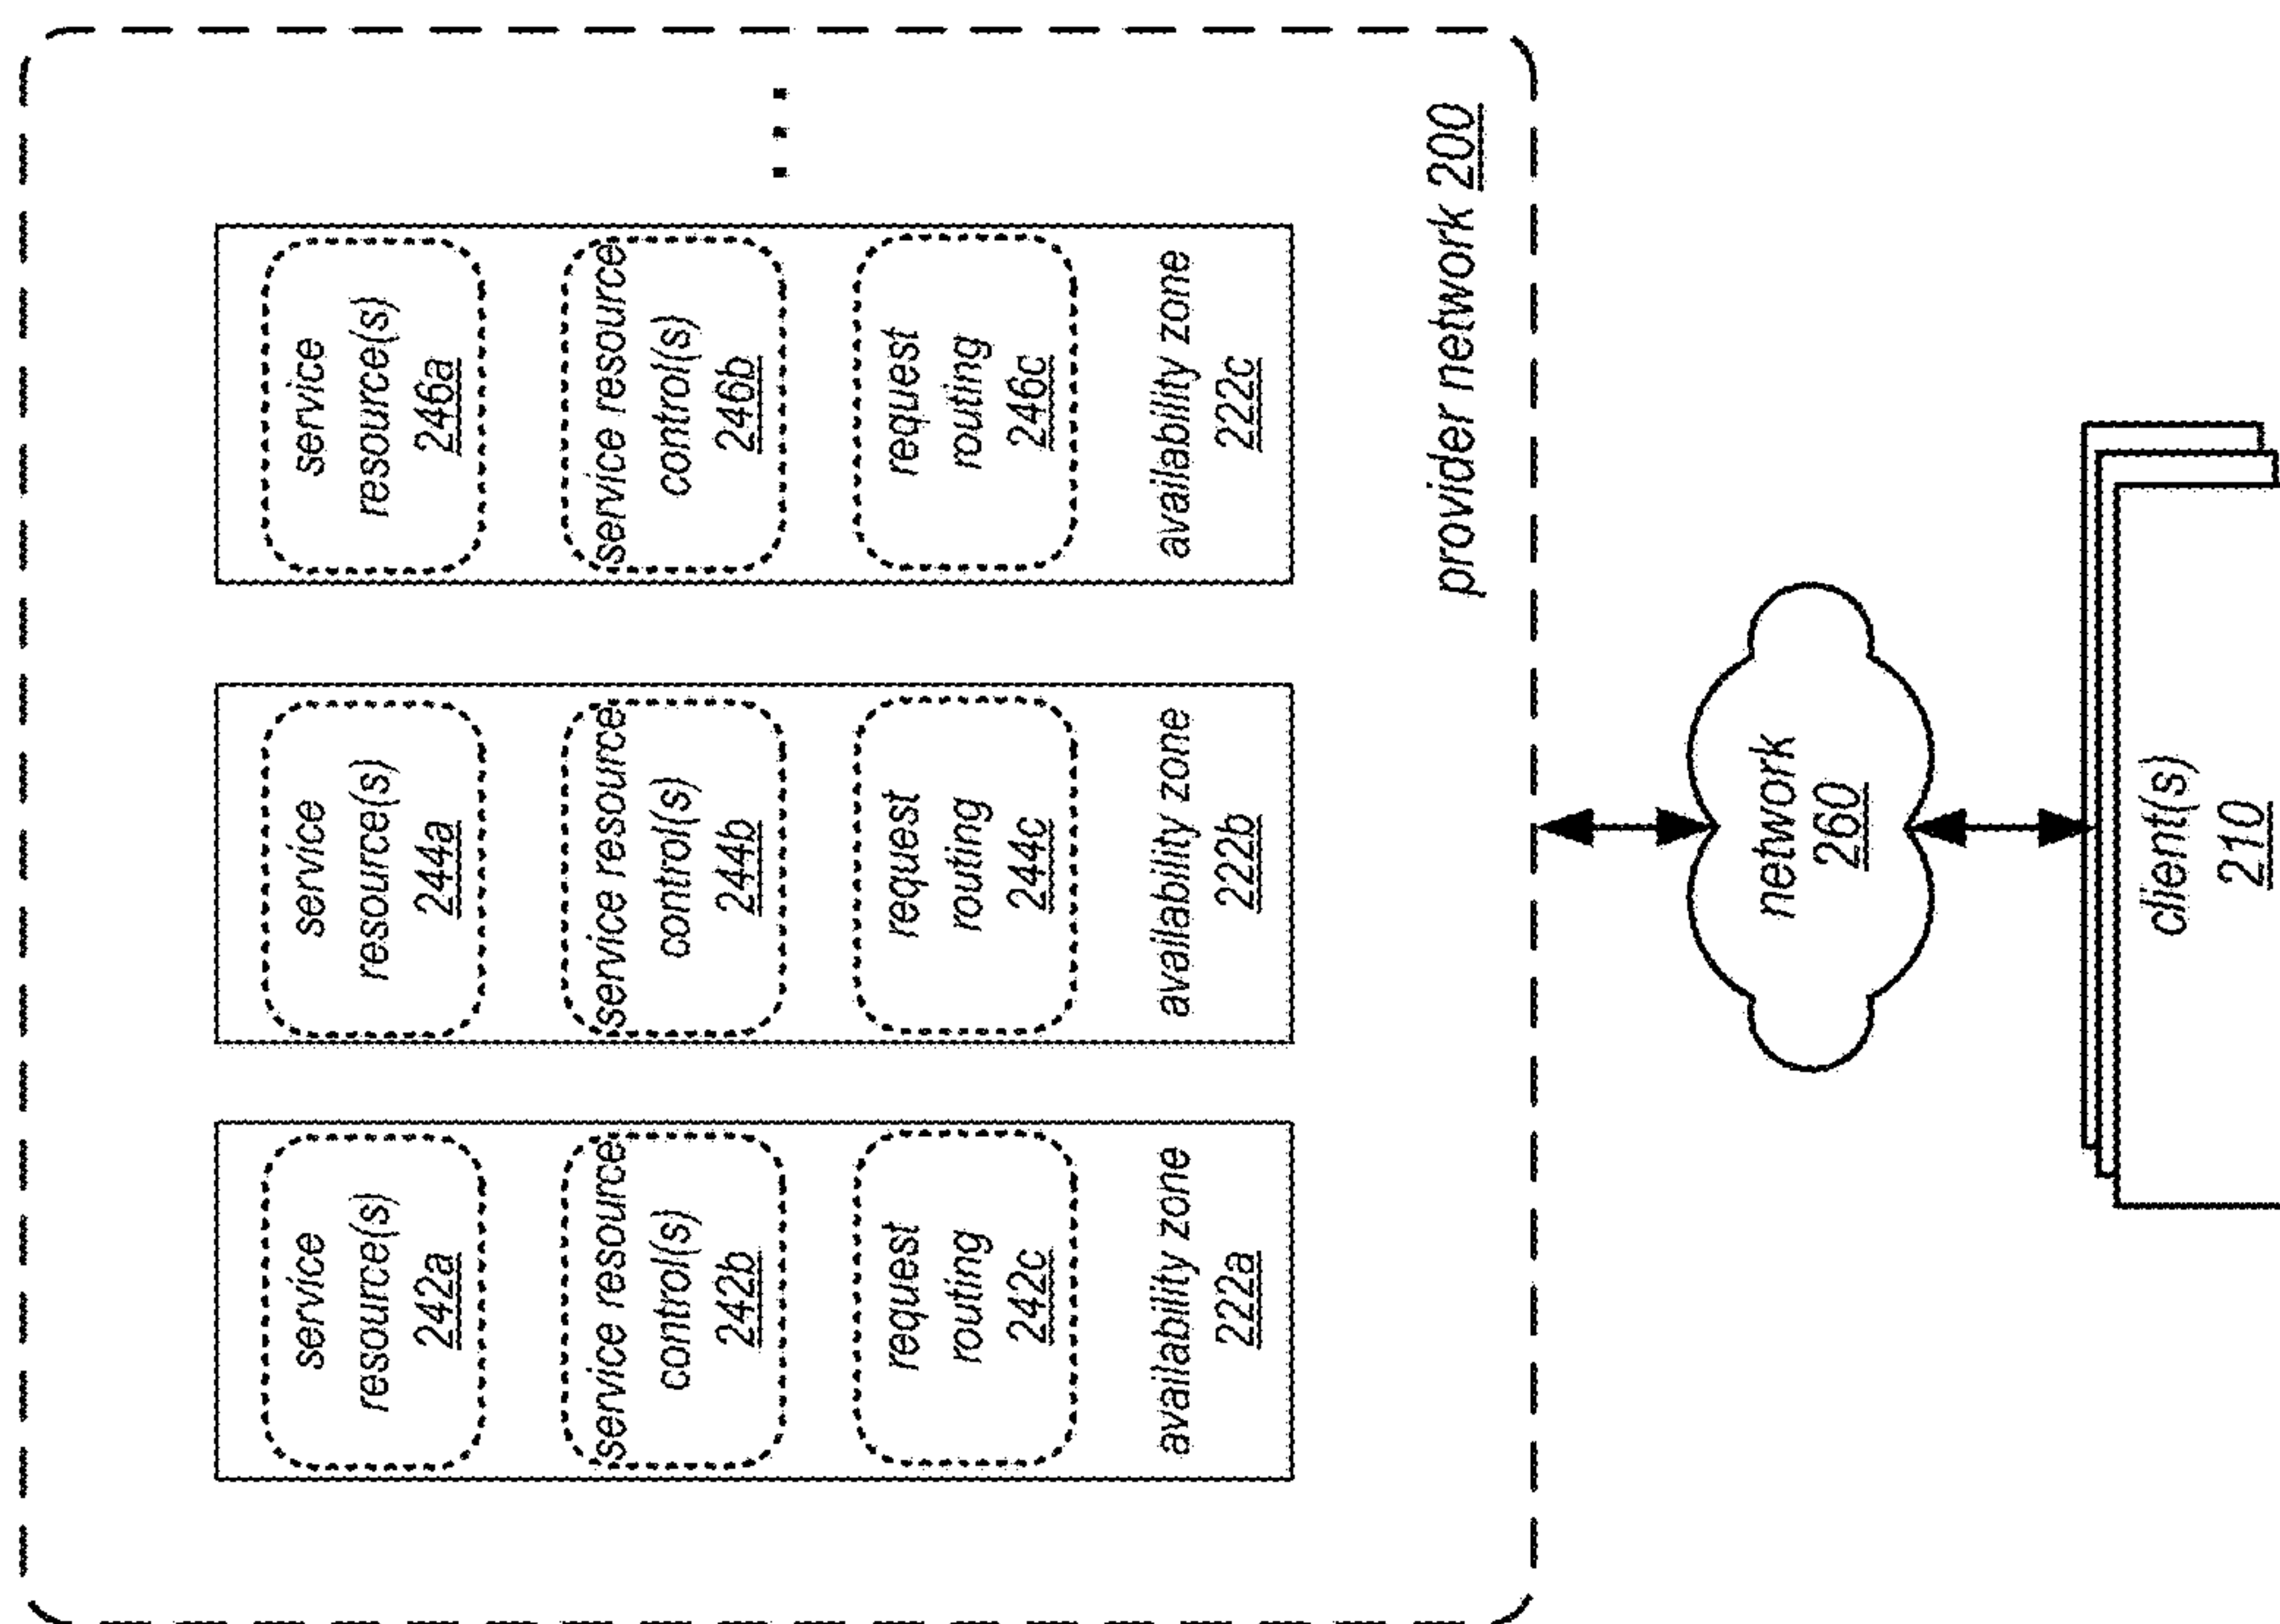 service
resource(s)
242a
service resource
control(s)
242b
request
routing
242c
availability zone
222a
service
resource(s)
244a
service resource
control(s)
244b
request
routing
244c
availability zone
222b
service
resource(s)
246a
service resource
control(s)
246b
request
routing
246c
availability zone
222c
...
provider network 200
network
260
client(s)
210